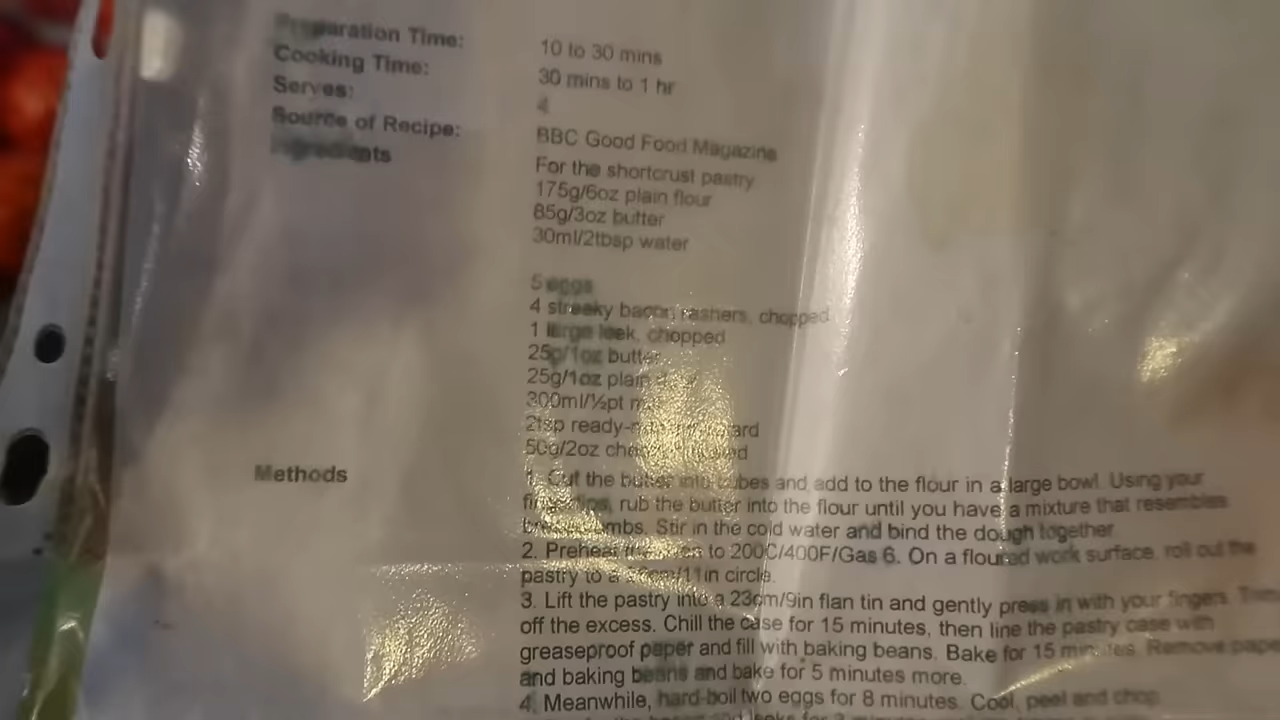 Preparation Time: 10 to 30 mins
Cooking Time: 30 mins to 1 hr
Serves: 4
Source of Recipe: BBC Good Food Magazine
Ingredients For the shortcrust pastry
175g/6oz plain flour
85g/3oz butter
30ml/2tbsp water
5 eggs
4 streaky bacon rashers, chopped
1 large leek, chopped
25g/1oz butter
25g/1oz plain
300ml/½pt
2tsp
50g/2oz
Methods
1. Cut the butter into cubes and add to the flour in a large bowl. Using your
fingertips, rub the butter into the flour until you have a mixture that resembles
breadcrumbs. Stir in the cold water and bind the dough together
2. Preheat the oven to 200C/400F/Gas 6. On a floured work surface, roll out the
pastry to a circle.
3. Lift the pastry into a 23cm/9in flan tin and gently press in with your fingers. Trim
off the excess. Chill the case for 15 minutes, then line the pastry case with
greaseproof paper and fill with baking beans. Bake for 15 minutes. Remove paper
and baking beans and bake for 5 minutes more.
4. Meanwhile, hard-boil two eggs for 8 minutes. Cool, peel and chop.